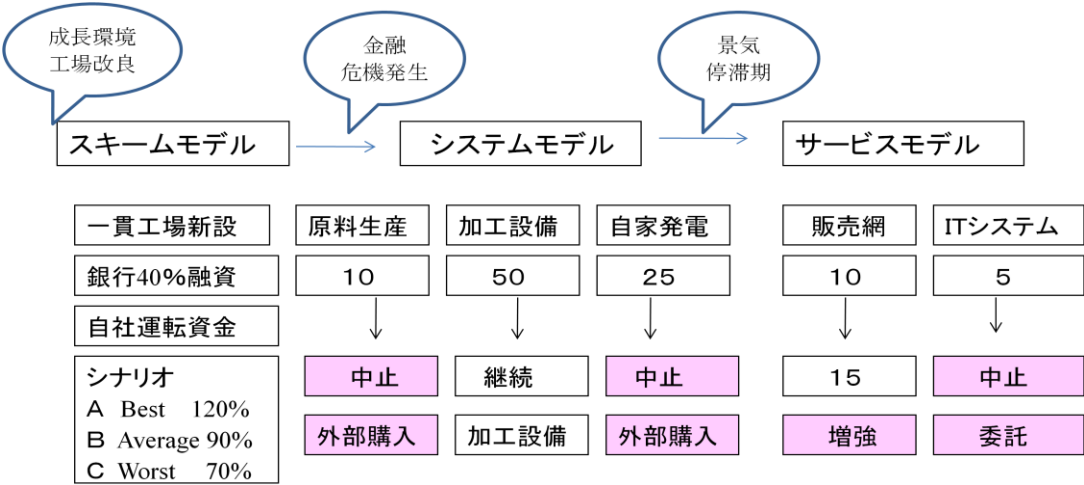 成長環境
工場改良
金融
危機発生
景気
停滞期
スキームモデル
システムモデル
サービスモデル
一貫工場新設
原料生産
加工設備
自家発電
販売網
ITシステム
銀行40%融資
10
50
25
10
5
自社運転資金
シナリオ
A Best 120%
B Average 90%
C Worst 70%
中止
継続
中止
15
中止
外部購入
加工設備
外部購入
増強
委託